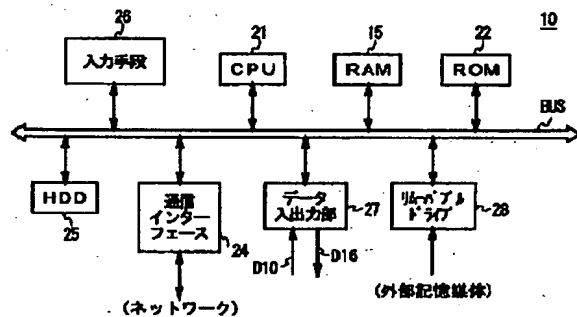 26
21
15
22
10
入力手段
CPU
RAM
ROM
BUS
HDD
25
通信
インター
フェース
24
データ
入出力部
27
D10
D16
リムーバブル
ドライブ
28
(ネットワーク)
(外部記憶媒体)